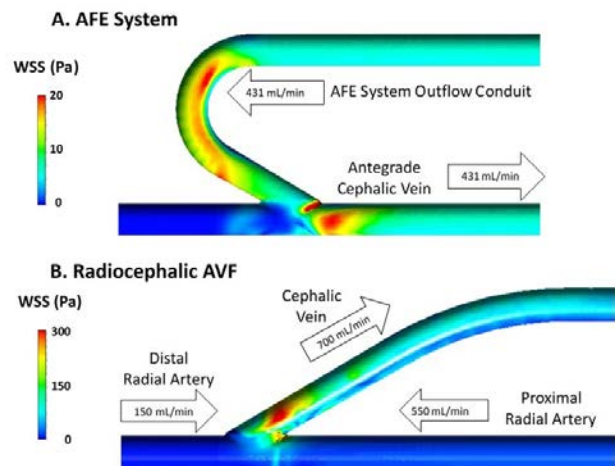 A. AFE System
WSS (Pa)
20
10
0
431 mL/min
AFE System Outflow Conduit
Antegrade
Cephalic Vein
431 mL/min
B. Radiocephalic AVF
WSS (Pa)
300
150
0
Cephalic
Vein
700 mL/min
Distal
Radial Artery
150 mL/min
550 mL/min
Proximal
Radial Artery